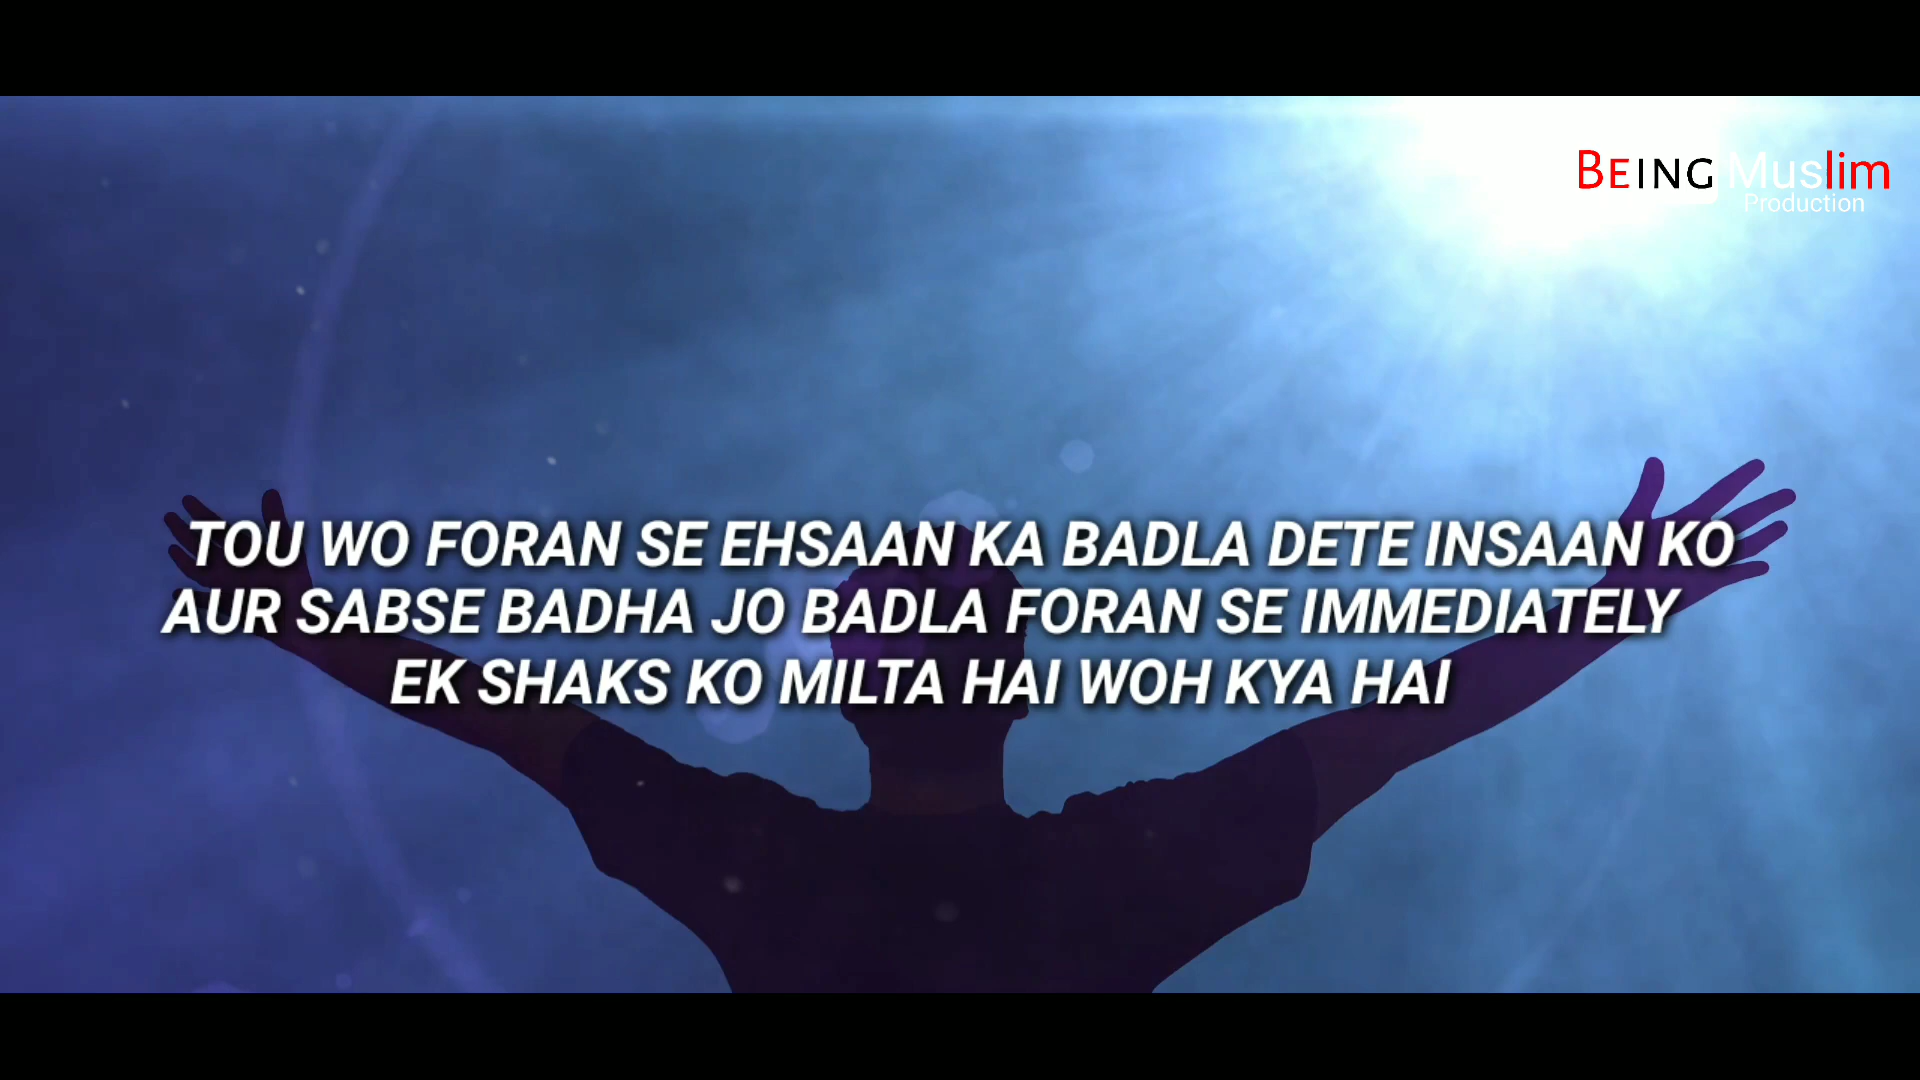 BEING Muslim
Production
TOU WO FORAN SE EHSAAN KA BADLA DETE INSAAN KO
AUR SABSE BADHA JO BADLA FORAN SE IMMEDIATELY
EK SHAKS KO MILTA HAI WOH KYA HAI